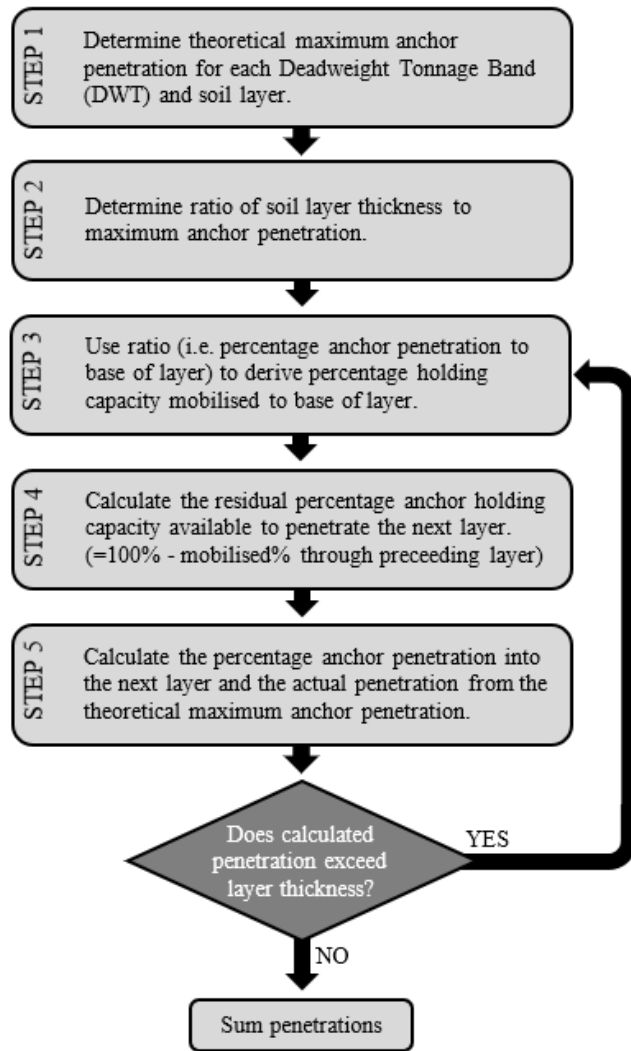 STEP 1
Determine theoretical maximum anchor
penetration for each Deadweight Tonnage Band
(DWT) and soil layer.
STEP 2
Determine ratio of soil layer thickness to
maximum anchor penetration.
STEP 3
Use ratio (i.e. percentage anchor penetration to
base of layer) to derive percentage holding
capacity mobilised to base of layer.
STEP 4
Calculate the residual percentage anchor holding
capacity available to penetrate the next layer.
(=100% - mobilised% through preceeding layer)
STEP 5
Calculate the percentage anchor penetration into
the next layer and the actual penetration from the
theoretical maximum anchor penetration.
Does calculated
penetration exceed
layer thickness?
YES
NO
Sum penetrations